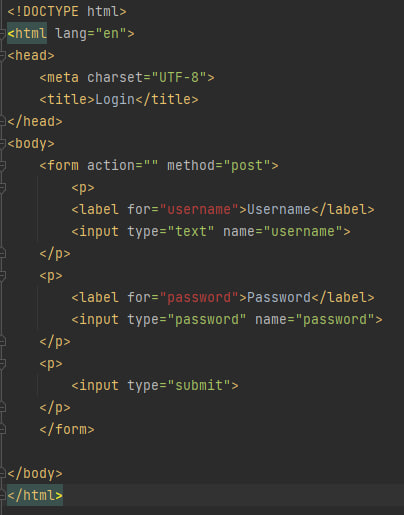 <!DOCTYPE html>
<html lang="en">
<head>
    <meta charset="UTF-8">
    <title>Login</title>
</head>
<body>
    <form action="" method="post">
        <p>
        <label for="username">Username</label>
        <input type="text" name="username">
    </p>
    <p>
        <label for="password">Password</label>
        <input type="password" name="password">
    </p>
    <p>
        <input type="submit">
    </p>
    </form>

</body>
</html>